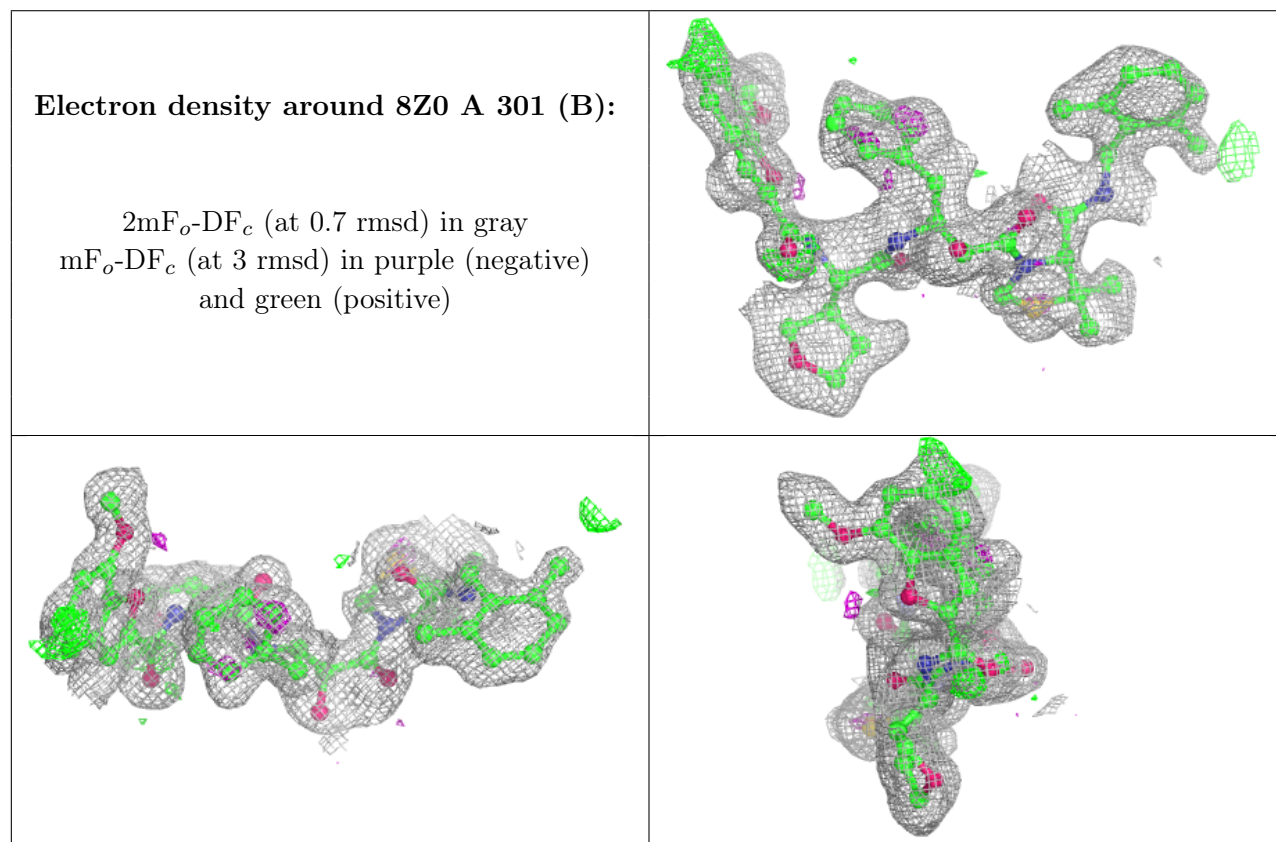 Electron density around 8Z0 A 301 (B):
2mFo-DFc (at 0.7 rmsd) in gray
mFo-DFc (at 3 rmsd) in purple (negative)
and green (positive)